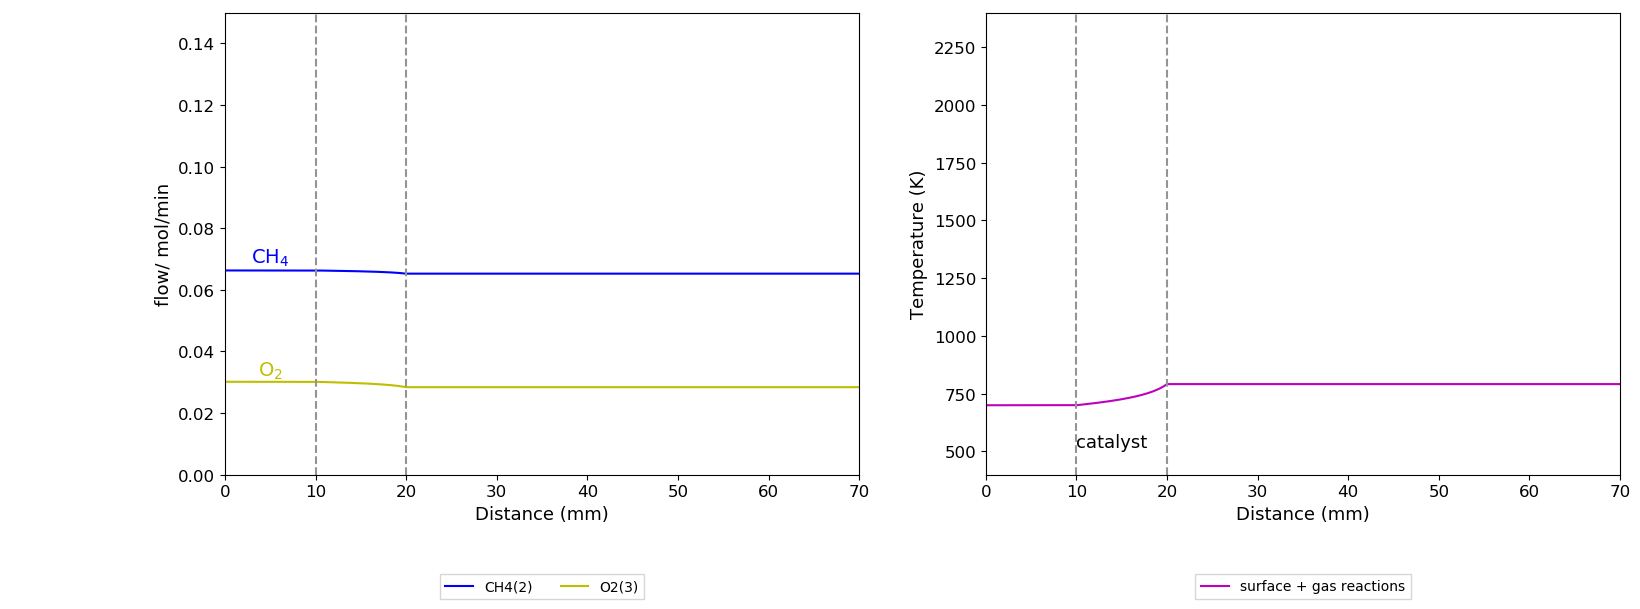 0.14
0.12
0.10
0.08
0.06
0.04
0.02
0.00
flow/ mol/min
CH₄
O₂
0 10 20 30 40 50 60 70
Distance (mm)
CH4(2) O2(3)
2250
2000
1750
1500
1250
1000
750
500
Temperature (K)
catalyst
0 10 20 30 40 50 60 70
Distance (mm)
surface + gas reactions